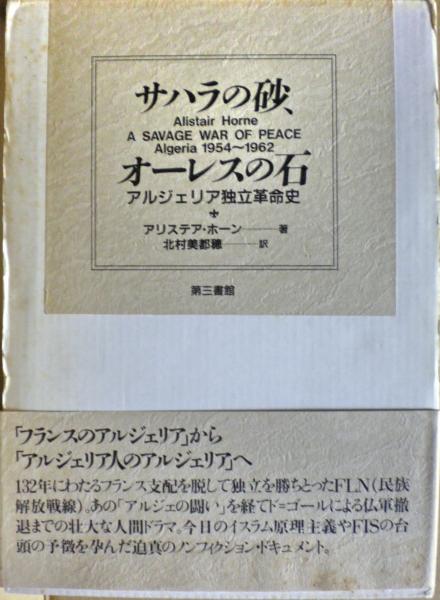 サハラの砂、
Alistair Horne
A SAVAGE WAR OF PEACE
Algeria 1954〜1962
オーレスの石
アルジェリア独立革命史
アリステア・ホーン───著
北村美都穂───訳
第三書館
「フランスのアルジェリア」から
「アルジェリア人のアルジェリア」へ
132年にわたるフランス支配を脱して独立を勝ちとったFLN(民族
解放戦線)。あの「アルジェの闘い」を経てド=ゴールによる仏軍撤
退までの壮大な人間ドラマ。今日のイスラム原理主義やFISの台
頭の予徴を孕んだ迫真のノンフィクション・ドキュメント。